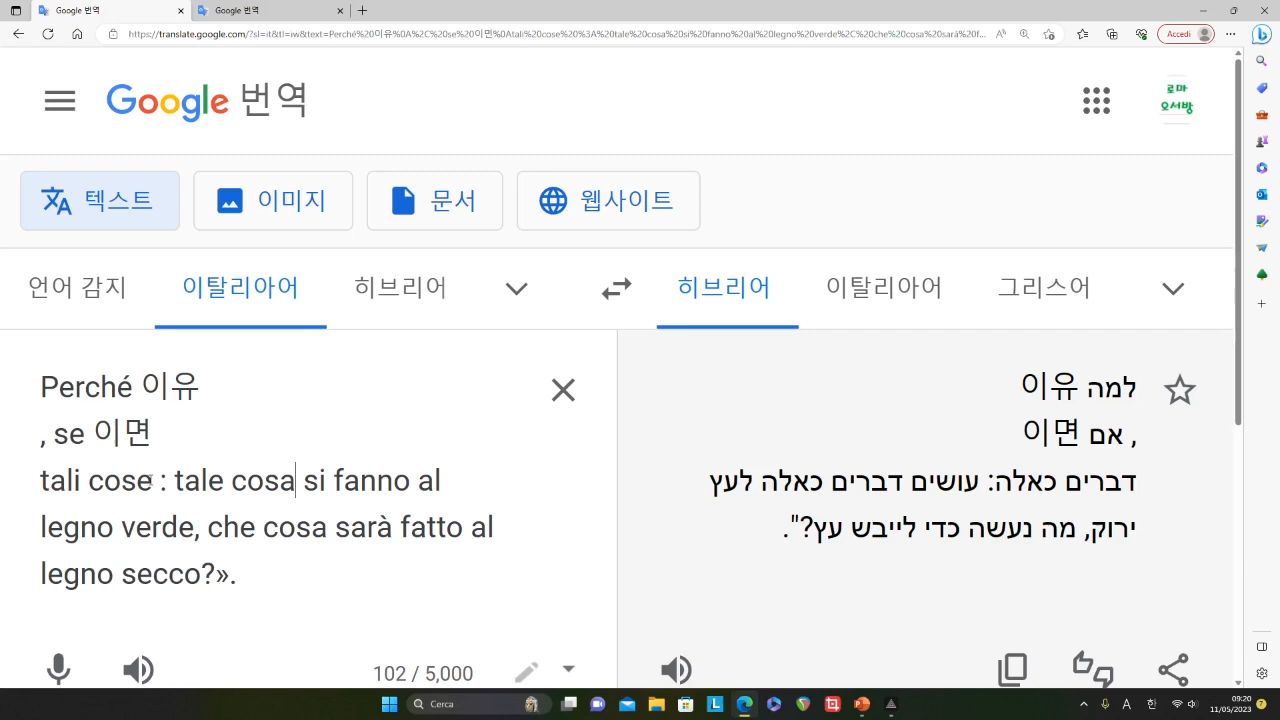 Google 번역
Google 번역
https://translate.google.com/?sl=it&tl=iw&text=Perché%20이유%0A%2C%20se%20이면%0Atali%20cose%20%3A%20tale%20cosa%20si%20fanno%20al%20legno%20verde%2C%20che%20cosa%20sarà%20f...
Accedi
Google 번역
로마
오서방
텍스트
이미지
문서
웹사이트
언어 감지
이탈리아어
히브리어
히브리어
이탈리아어
그리스어
Perché 이유
, se 이면
tali cose : tale cosa si fanno al
legno verde, che cosa sarà fatto al
legno secco?».
102 / 5,000
למה 이유
, אם 이면
דברים כאלה: עושים דברים כאלה לעץ
ירוק, מה נעשה כדי לייבש עץ?".
Cerca
A
한
09:20
11/05/2023